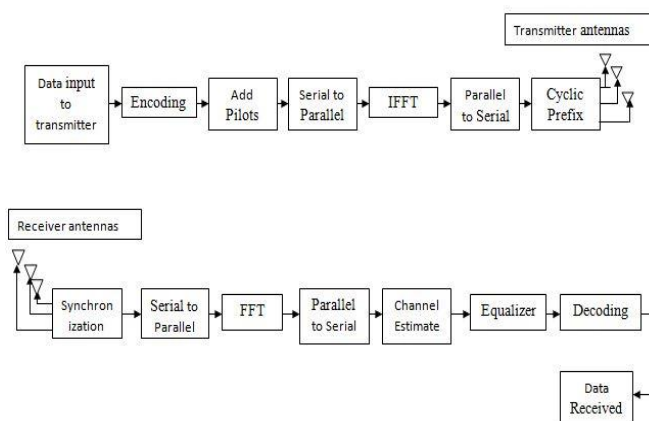 Transmitter antennas
Data input
to
transmitter
Encoding
Add
Pilots
Serial to
Parallel
IFFT
Parallel
to Serial
Cyclic
Prefix
Receiver antennas
Synchron
ization
Serial to
Parallel
FFT
Parallel
to Serial
Channel
Estimate
Equalizer
Decoding
Data
Received